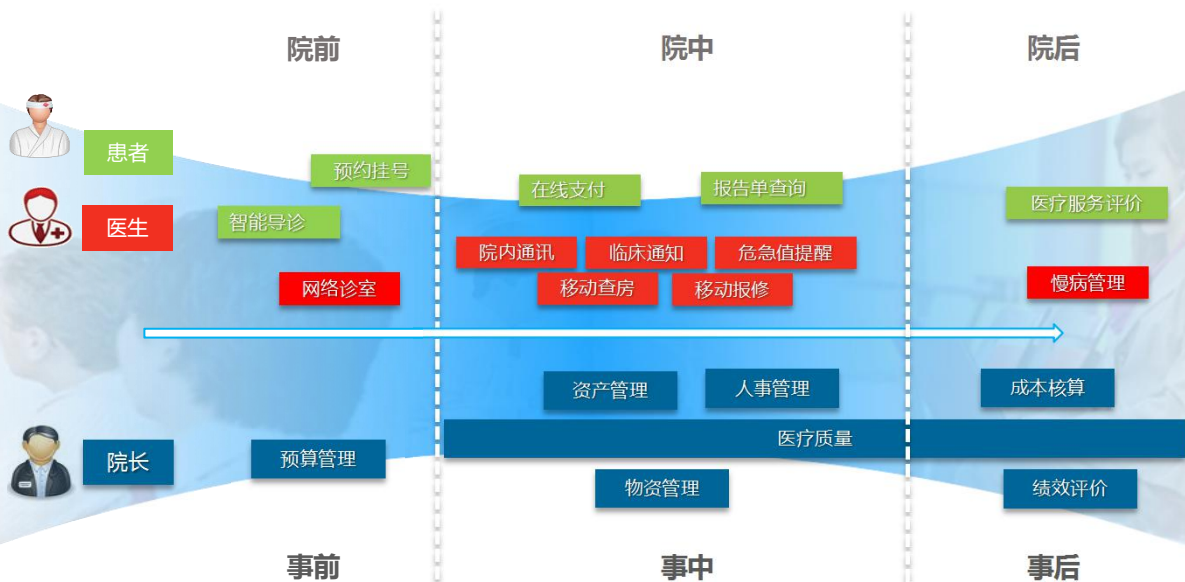 院前
院中
院后
患者
预约挂号
在线支付
报告单查询
医疗服务评价
医生
智能导诊
院内通讯
临床通知
危急值提醒
网络诊室
移动查房
移动报修
慢病管理
资产管理
人事管理
成本核算
医疗质量
院长
预算管理
物资管理
绩效评价
事前
事中
事后